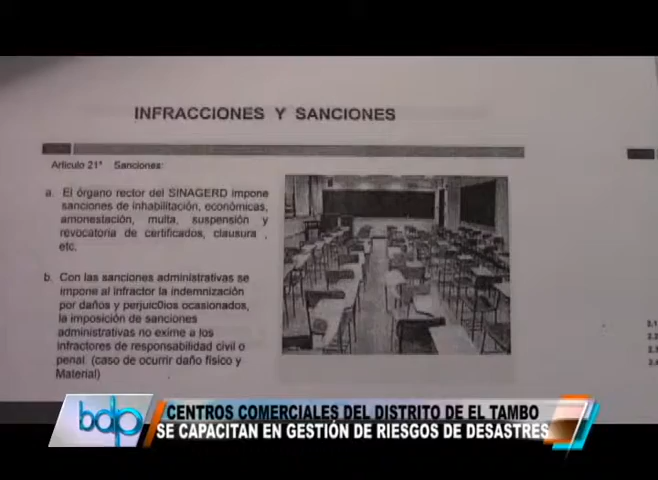 INFRACCIONES Y SANCIONES
Articulo 21° Sanciones:
a. El órgano rector del SINAGERD impone
sanciones de inhabilitación, económicas,
amonestación, multa, suspensión y
revocatoria de certificados, clausura ,
etc.
b. Con las sanciones administrativas se
impone al infractor la indemnización
por daños y perjuic0ios ocasionados,
la imposición de sanciones
administrativas no exime a los
infractores de responsabilidad civil o
penal. (caso de ocurrir daño físico y
Material)
bdp
CENTROS COMERCIALES DEL DISTRITO DE EL TAMBO
SE CAPACITAN EN GESTIÓN DE RIESGOS DE DESASTRES